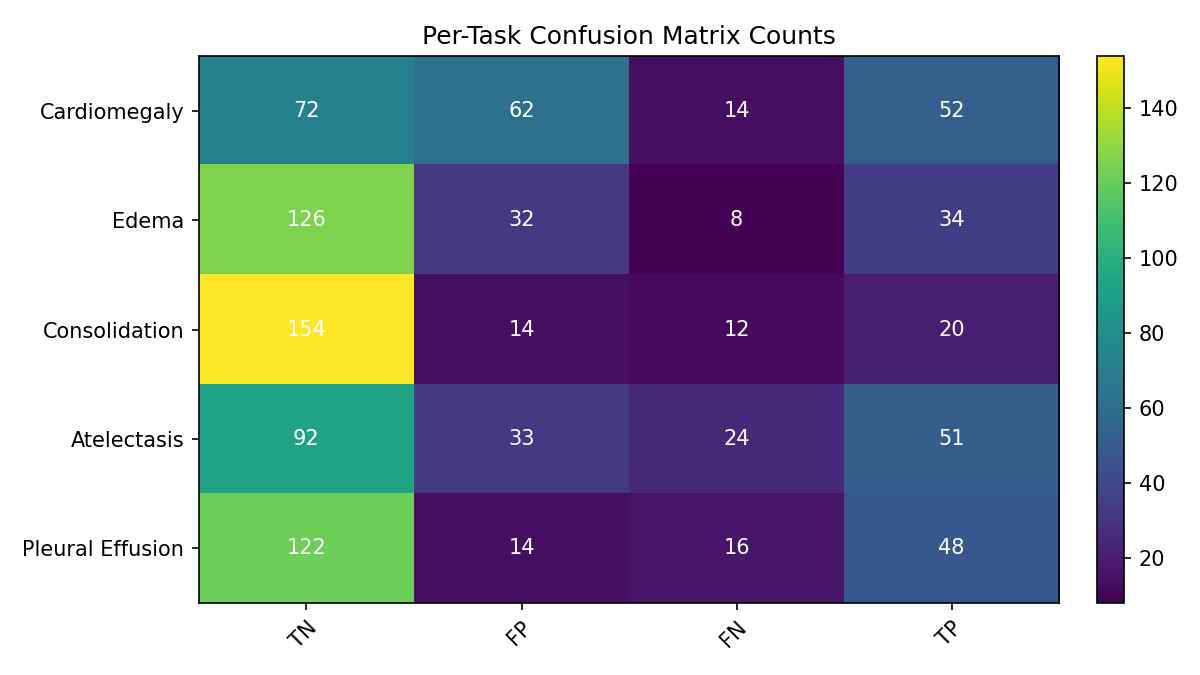 Per-Task Confusion Matrix Counts
Cardiomegaly 72 62 14 52
Edema 126 32 8 34
Consolidation 154 14 12 20
Atelectasis 92 33 24 51
Pleural Effusion 122 14 16 48
TN FP FN TP
140
120
100
80
60
40
20